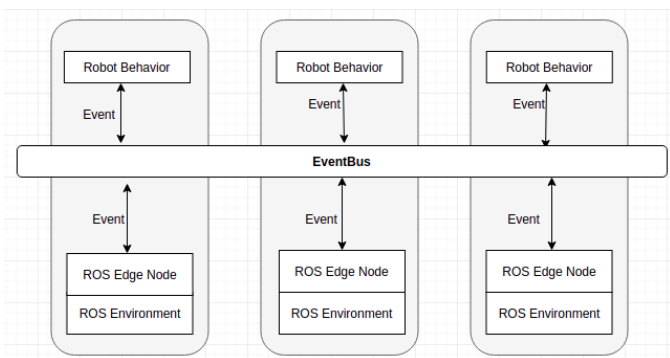 Robot Behavior
Robot Behavior
Robot Behavior
Event
Event
Event
EventBus
Event
Event
Event
ROS Edge Node
ROS Edge Node
ROS Edge Node
ROS Environment
ROS Environment
ROS Environment